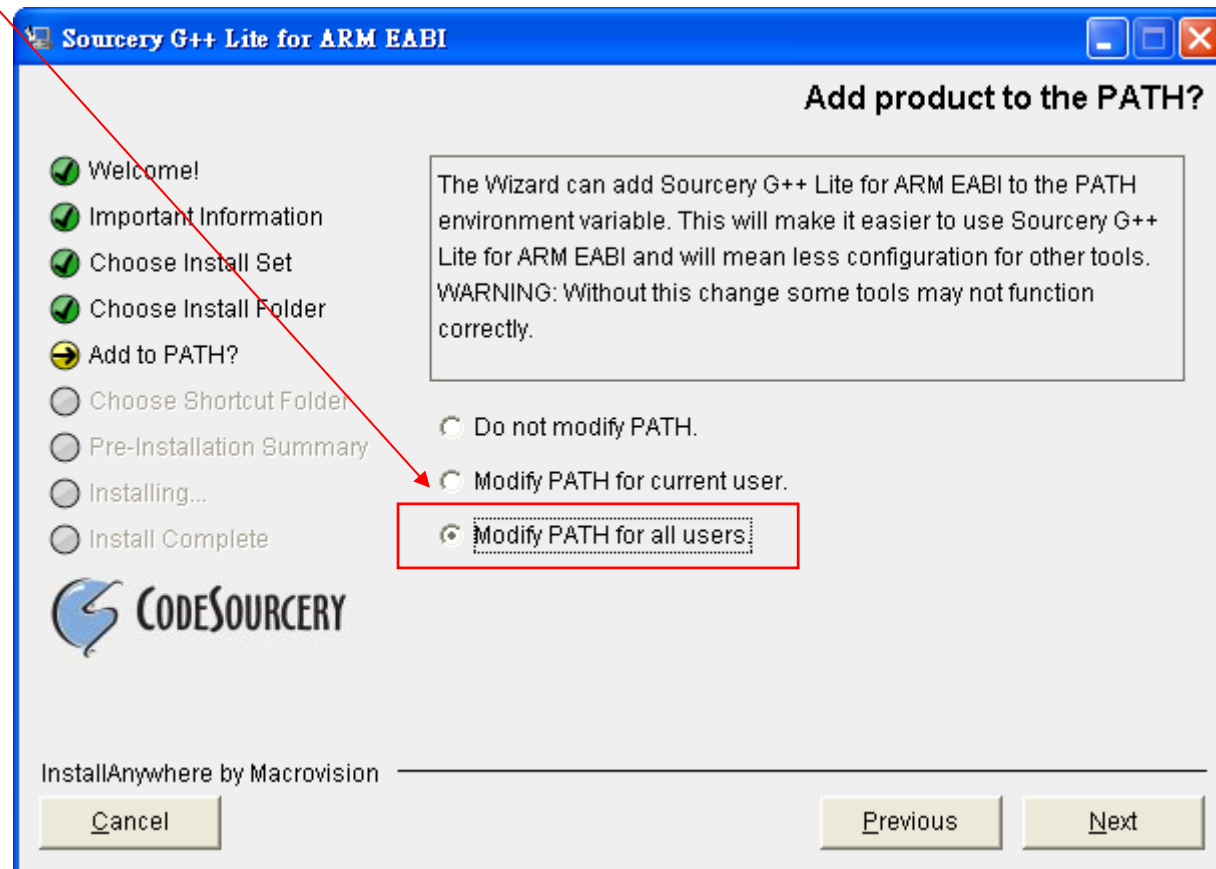 Sourcery G++ Lite for ARM EABI
Add product to the PATH?
Welcome!
Important Information
Choose Install Set
Choose Install Folder
Add to PATH?
Choose Shortcut Folder
Pre-Installation Summary
Installing...
Install Complete
CODESOURCERY
The Wizard can add Sourcery G++ Lite for ARM EABI to the PATH
environment variable. This will make it easier to use Sourcery G++
Lite for ARM EABI and will mean less configuration for other tools.
WARNING: Without this change some tools may not function
correctly.
Do not modify PATH.
Modify PATH for current user.
Modify PATH for all users.
InstallAnywhere by Macrovision
Cancel
Previous
Next